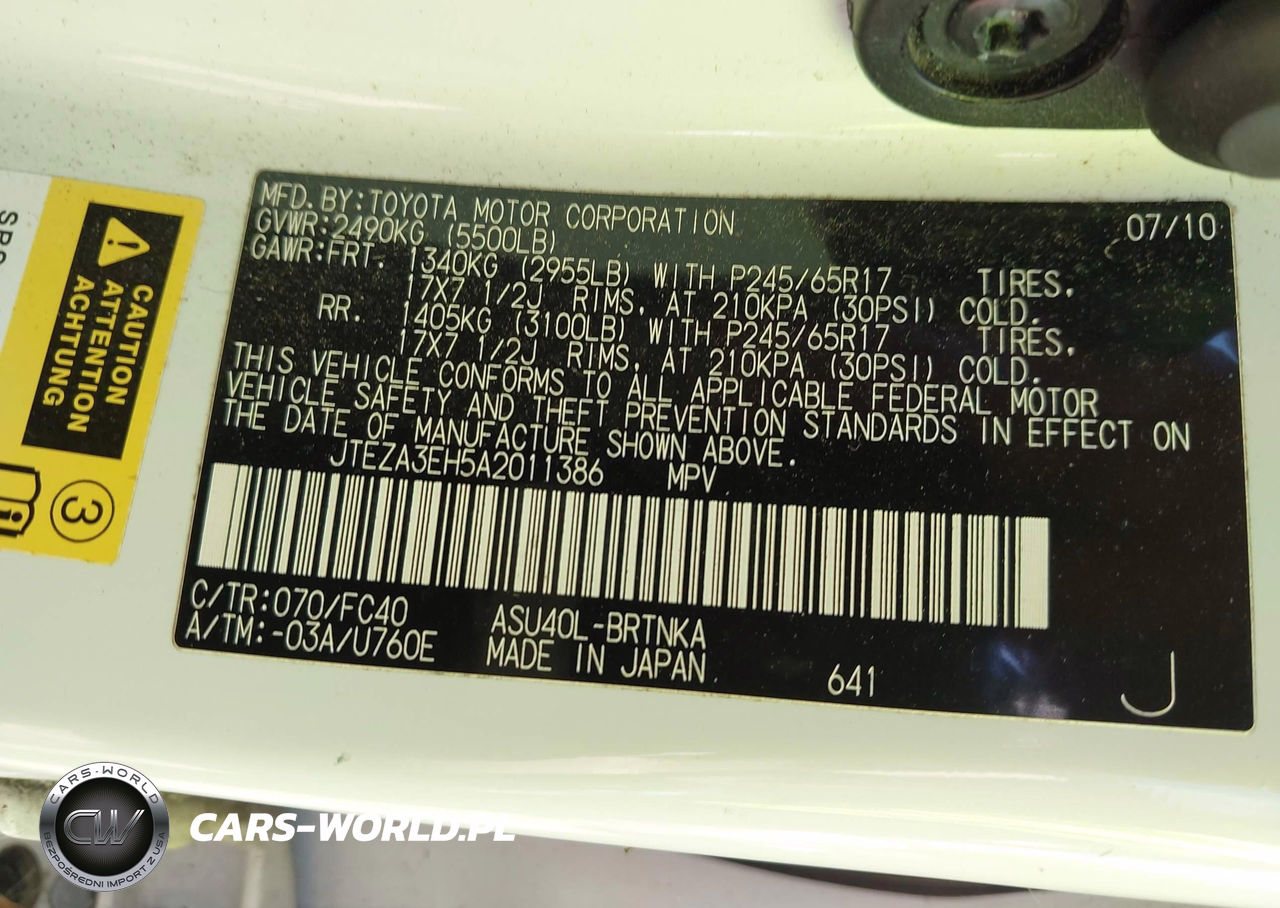 MFD. BY: TOYOTA MOTOR CORPORATION 07/10
GVWR: 2490KG (5500LB)
GAWR: FRT. 1340KG (2955LB) WITH P245/65R17 TIRES.
17X7 1/2J RIMS, AT 210KPA (30PSI) COLD.
RR. 1405KG (3100LB) WITH P245/65R17 TIRES.
17X7 1/2J RIMS, AT 210KPA (30PSI) COLD.
THIS VEHICLE CONFORMS TO ALL APPLICABLE FEDERAL MOTOR
VEHICLE SAFETY AND THEFT PREVENTION STANDARDS IN EFFECT ON
THE DATE OF MANUFACTURE SHOWN ABOVE.
JTEZA3EH5A2011386 MPV
C/TR: 070/FC40 ASU40L-BRTNKA
A/TM: -03A/U760E MADE IN JAPAN 641 J
CAUTION
ATTENTION
ACHTUNG
3
CARS-WORLD
CW
BEZPOŚREDNI IMPORT Z USA
CARS-WORLD.PL